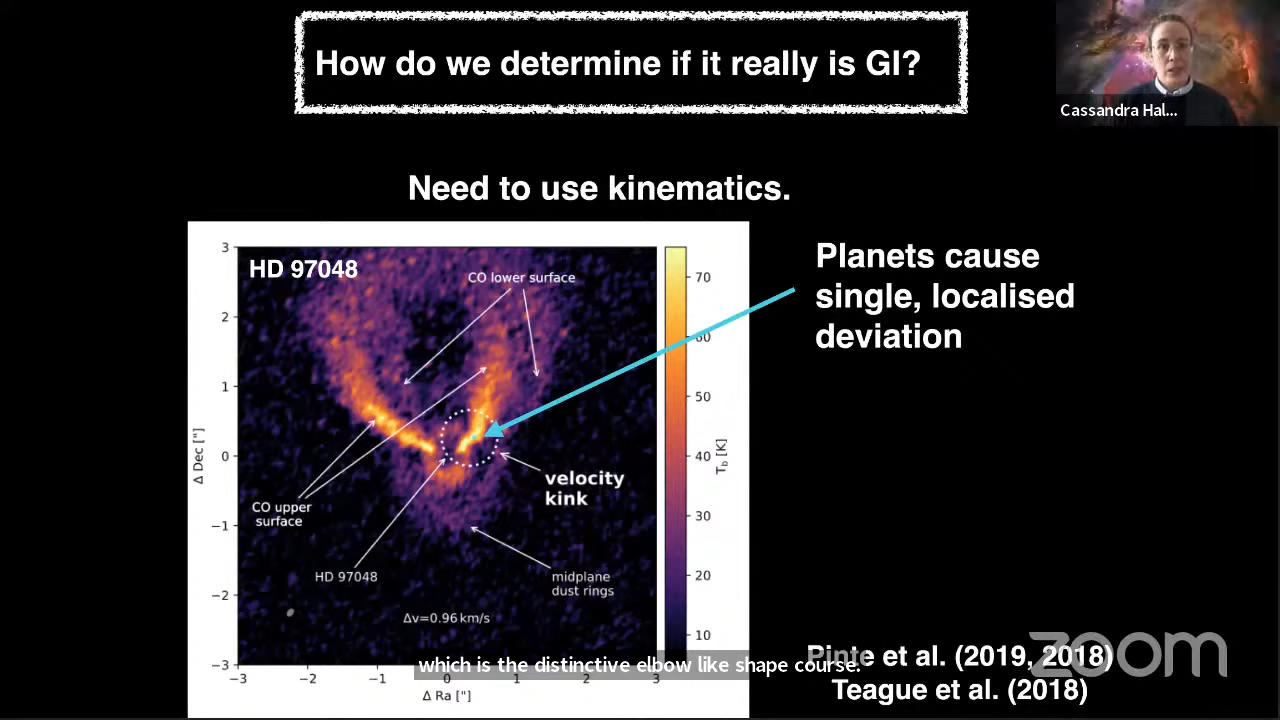 How do we determine if it really is GI?
Cassandra Hal...
Need to use kinematics.
HD 97048
CO lower surface
Planets cause
single, localised
deviation
velocity
kink
CO upper
surface
HD 97048
midplane
dust rings
Δv=0.96 km/s
3
2
1
0
−1
−2
−3
Δ Dec ["]
−3
−2
−1
0
1
2
3
Δ Ra ["]
70
60
50
40
30
20
10
T_b [K]
which is the distinctive elbow like shape course.
Pinte et al. (2019, 2018)
Teague et al. (2018)
zoom